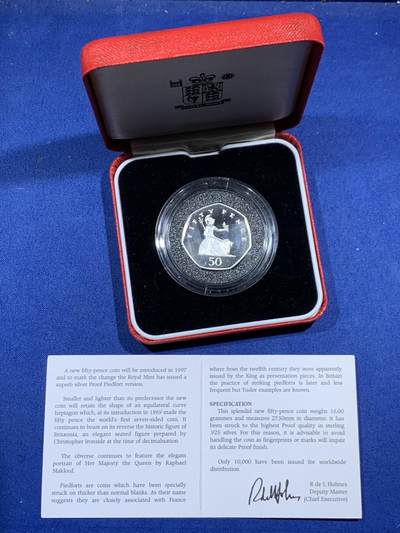 FIFTY PENCE
50
A new fifty pence coin will be introduced in 1997
and to mark the change the Royal Mint has issued a
superb silver Proof Piedfort version.
Smaller and lighter than its predecessor the new
coin will retain the shape of an equilateral curve
heptagon which, at its introduction in 1969 made the
fifty pence the world's first seven-sided coin. It
continues to bear on its reverse the historic figure of
Britannia, an elegant seated figure prepared by
Christopher Ironside at the time of decimalisation
The obverse continues to feature the elegant
portrait of Her Majesty the Queen by Raphael
Maklouf.
Piedforts are coins which have been specially
struck on thicker than normal blanks. As their name
suggests they are closely associated with France
where from the twelfth century they were apparently
issued by the King as presentation pieces. In Britain
the practice of striking piedforts is later and less
frequent but Tudor examples are known.
SPECIFICATION
This splendid new fifty-pence coin weighs 16.00
grammes and measures 27.30mm in diameter. It has
been struck to the highest Proof quality in sterling
.925 silver. For this reason, it is advisable to avoid
handling the coin as fingerprints or marks will impair
its delicate Proof finish.
Only 10,000 have been issued for worldwide
distribution.
R de L Holmes
Deputy Master
(Chief Executive)